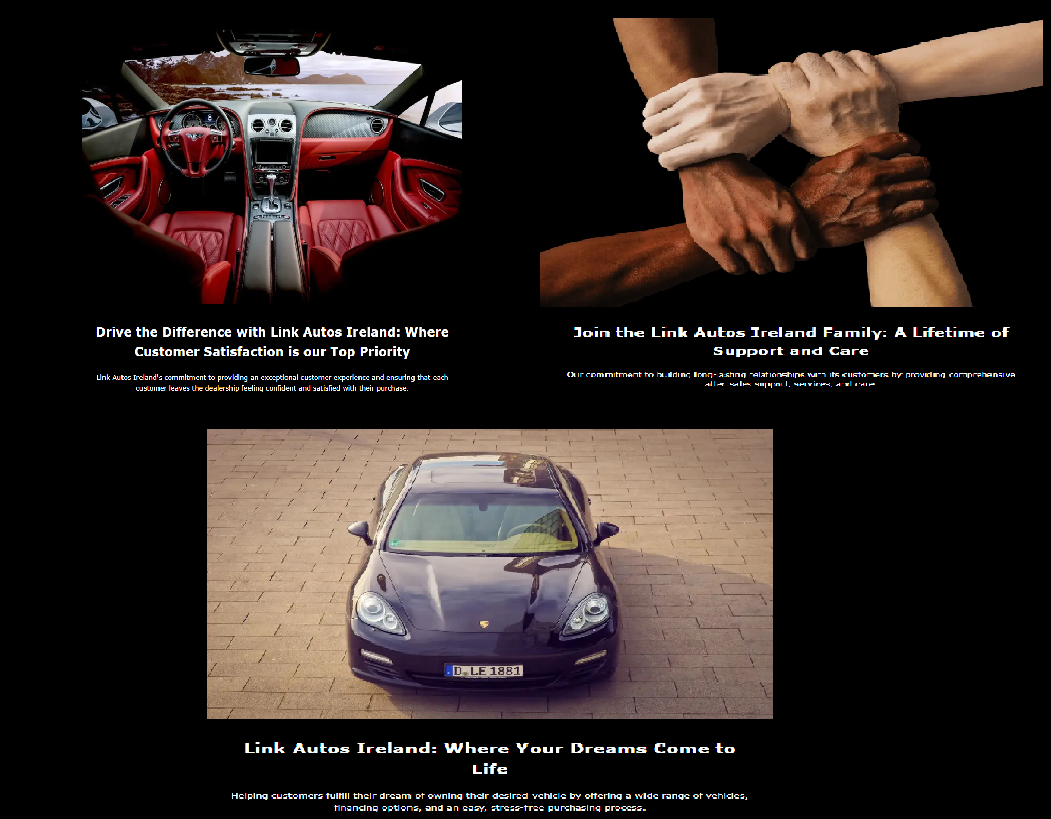 Drive the Difference with Link Autos Ireland: Where
Customer Satisfaction is our Top Priority
Link Autos Ireland's commitment to providing an exceptional customer experience and ensuring that each
customer leaves the dealership feeling confident and satisfied with their purchase.
Join the Link Autos Ireland Family: A Lifetime of
Support and Care
Our commitment to building long-lasting relationships with its customers by providing comprehensive
after sales support, services, and care.
D LE 1881
Link Autos Ireland: Where Your Dreams Come to
Life
Helping customers fulfill their dream of owning their desired vehicle by offering a wide range of vehicles,
financing options, and an easy, stress-free purchasing process.